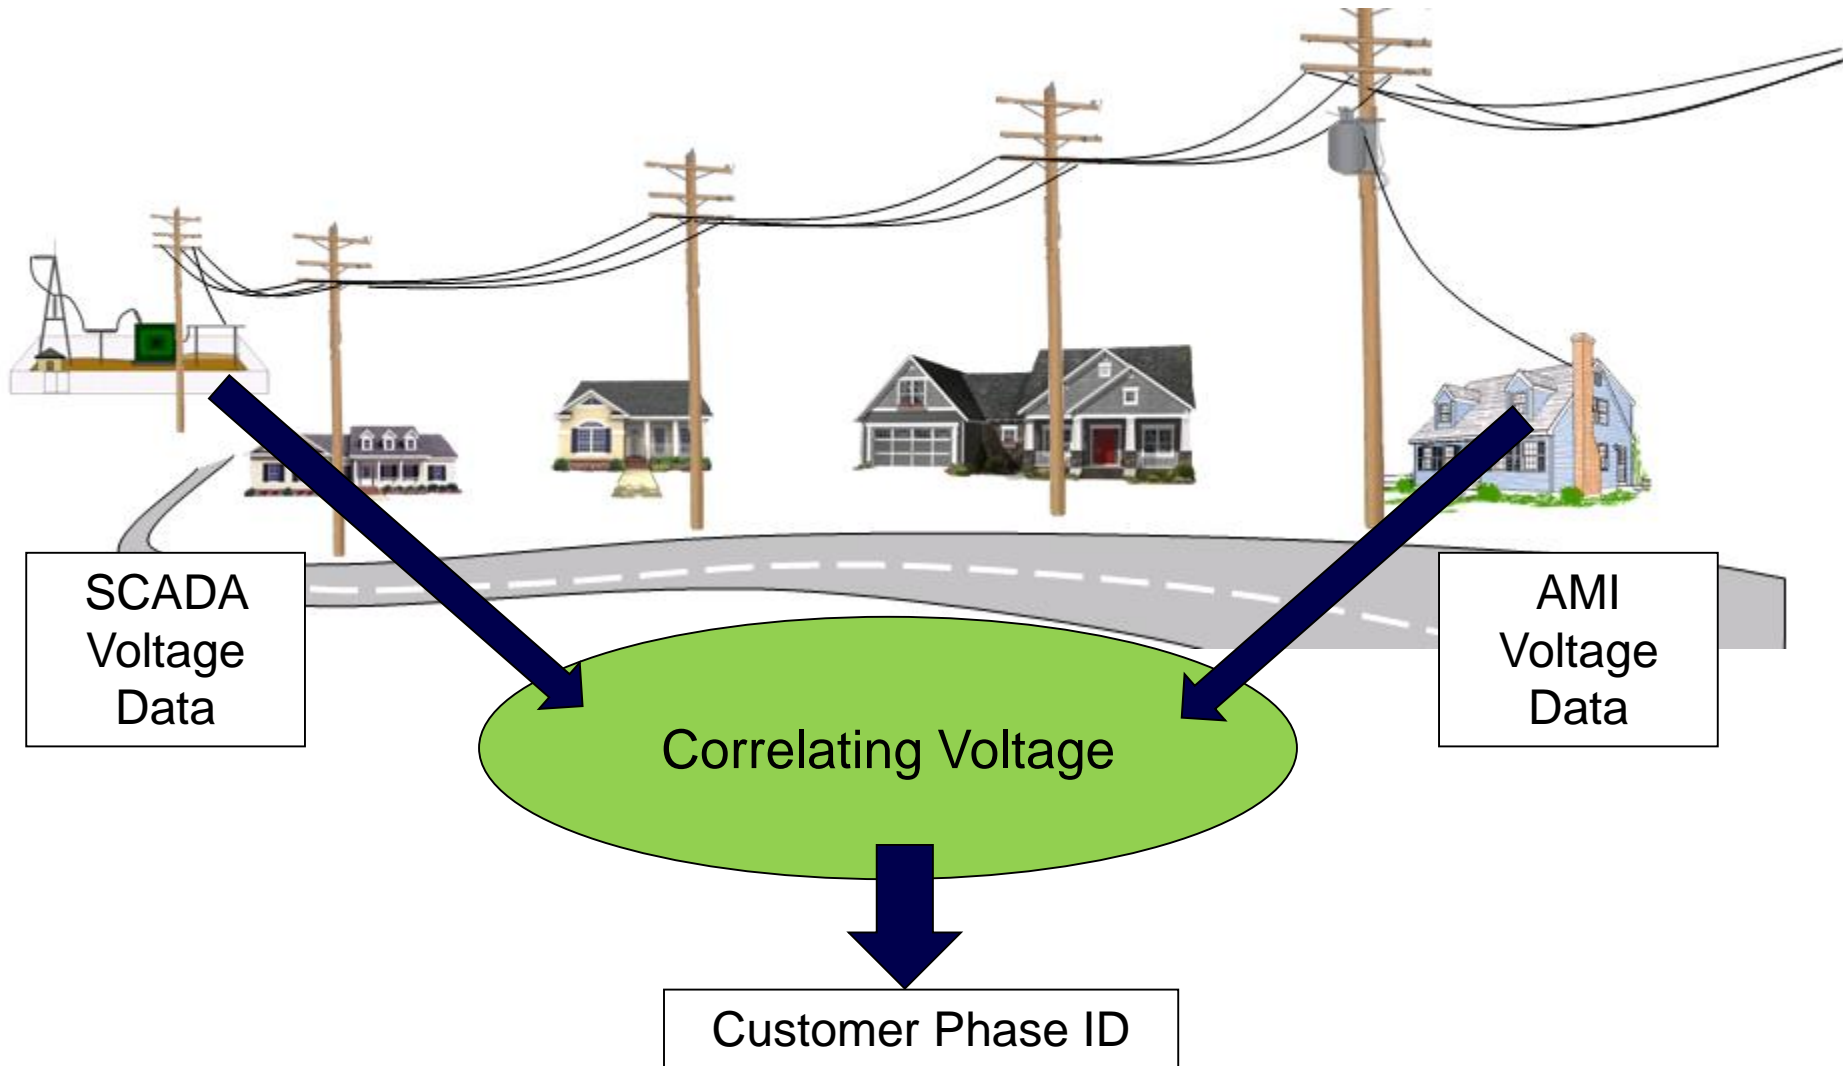 SCADA
Voltage
Data
AMI
Voltage
Data
Correlating Voltage
Customer Phase ID